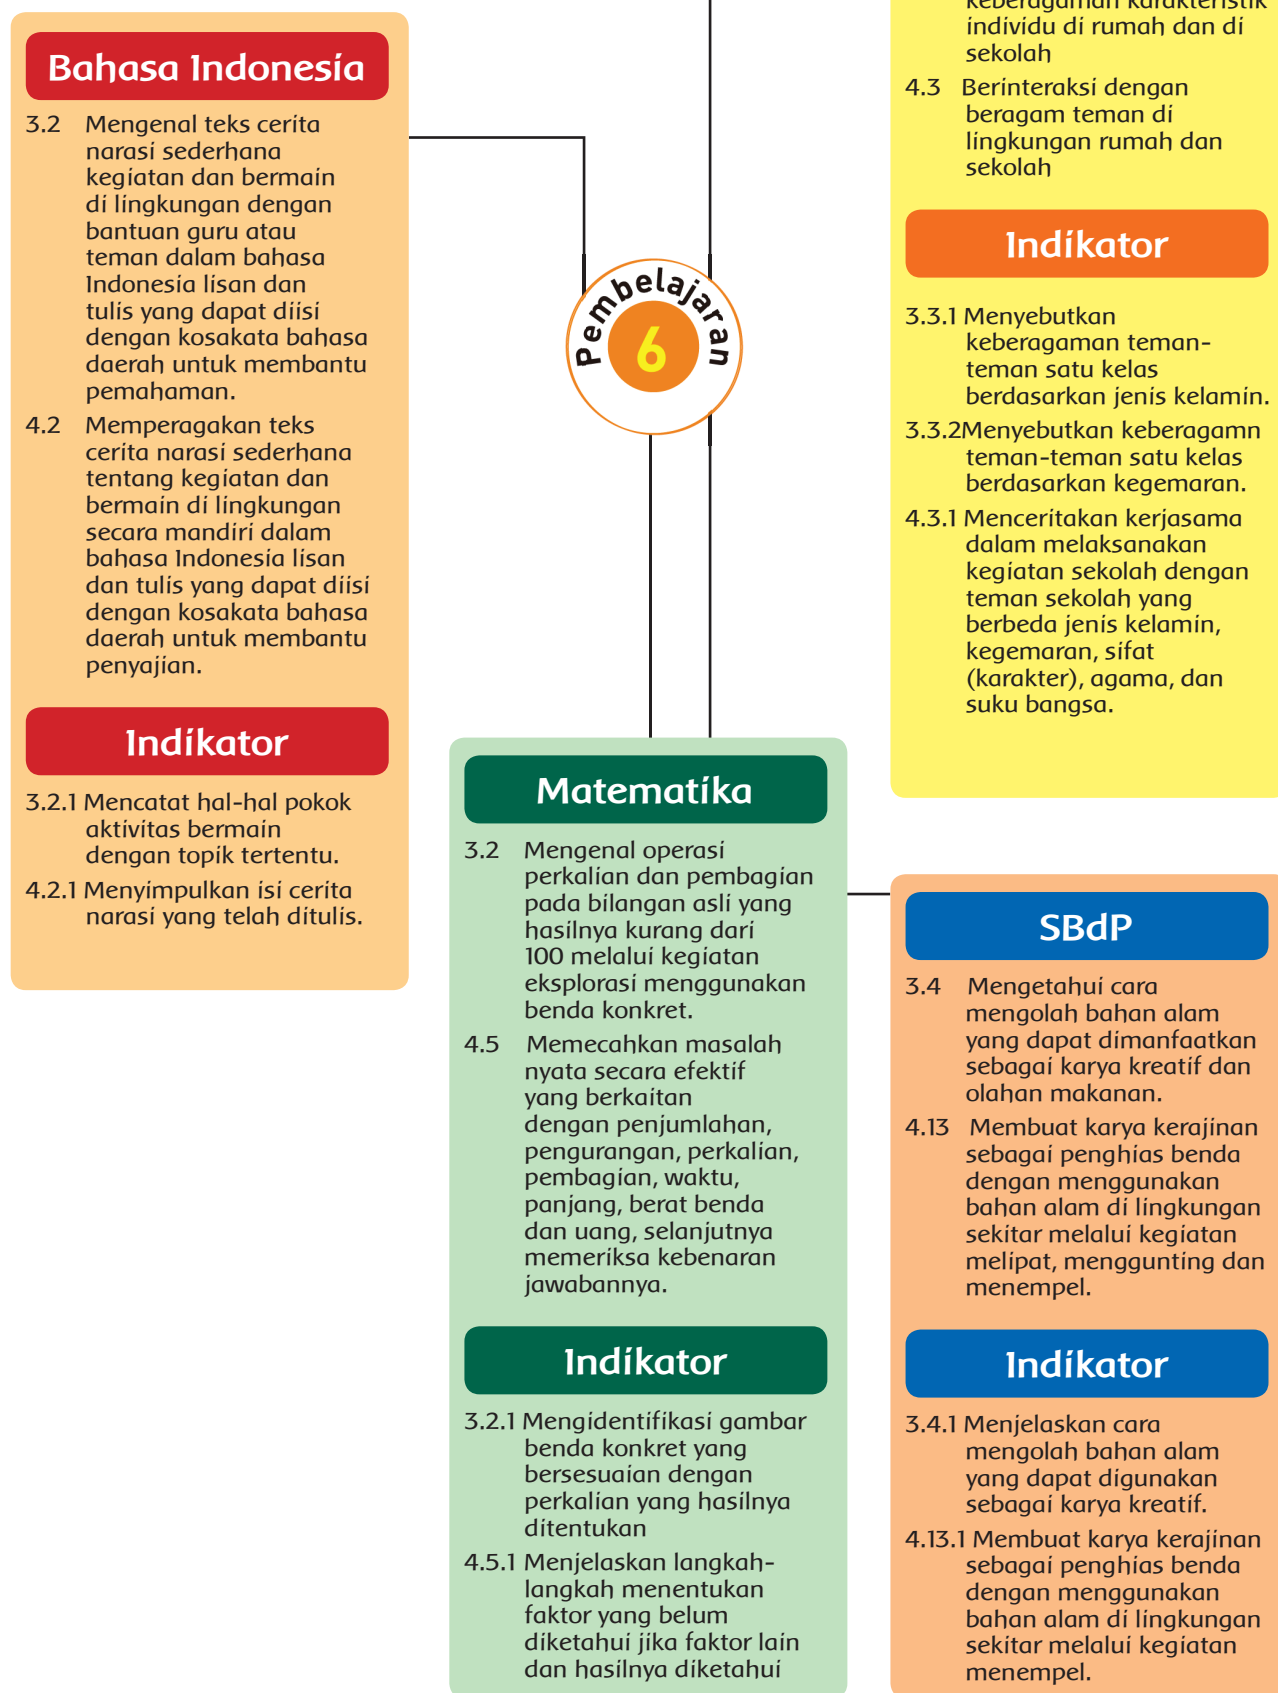 Bahasa Indonesia
3.2 Mengenal teks cerita
narasi sederhana
kegiatan dan bermain
di lingkungan dengan
bantuan guru atau
teman dalam bahasa
Indonesia lisan dan
tulis yang dapat diisi
dengan kosakata bahasa
daerah untuk membantu
pemahaman.
4.2 Memperagakan teks
cerita narasi sederhana
tentang kegiatan dan
bermain di lingkungan
secara mandiri dalam
bahasa Indonesia lisan
dan tulis yang dapat diisi
dengan kosakata bahasa
daerah untuk membantu
penyajian.
Indikator
3.2.1 Mencatat hal-hal pokok
aktivitas bermain
dengan topik tertentu.
4.2.1 Menyimpulkan isi cerita
narasi yang telah ditulis.
Pembelajaran
6
keberagaman karakteristik
individu di rumah dan di
sekolah
4.3 Berinteraksi dengan
beragam teman di
lingkungan rumah dan
sekolah
Indikator
3.3.1 Menyebutkan
keberagaman teman-
teman satu kelas
berdasarkan jenis kelamin.
3.3.2Menyebutkan keberagamn
teman-teman satu kelas
berdasarkan kegemaran.
4.3.1 Menceritakan kerjasama
dalam melaksanakan
kegiatan sekolah dengan
teman sekolah yang
berbeda jenis kelamin,
kegemaran, sifat
(karakter), agama, dan
suku bangsa.
Matematika
3.2 Mengenal operasi
perkalian dan pembagian
pada bilangan asli yang
hasilnya kurang dari
100 melalui kegiatan
eksplorasi menggunakan
benda konkret.
4.5 Memecahkan masalah
nyata secara efektif
yang berkaitan
dengan penjumlahan,
pengurangan, perkalian,
pembagian, waktu,
panjang, berat benda
dan uang, selanjutnya
memeriksa kebenaran
jawabannya.
Indikator
3.2.1 Mengidentifikasi gambar
benda konkret yang
bersesuaian dengan
perkalian yang hasilnya
ditentukan
4.5.1 Menjelaskan langkah-
langkah menentukan
faktor yang belum
diketahui jika faktor lain
dan hasilnya diketahui
SBdP
3.4 Mengetahui cara
mengolah bahan alam
yang dapat dimanfaatkan
sebagai karya kreatif dan
olahan makanan.
4.13 Membuat karya kerajinan
sebagai penghias benda
dengan menggunakan
bahan alam di lingkungan
sekitar melalui kegiatan
melipat, menggunting dan
menempel.
Indikator
3.4.1 Menjelaskan cara
mengolah bahan alam
yang dapat digunakan
sebagai karya kreatif.
4.13.1 Membuat karya kerajinan
sebagai penghias benda
dengan menggunakan
bahan alam di lingkungan
sekitar melalui kegiatan
menempel.